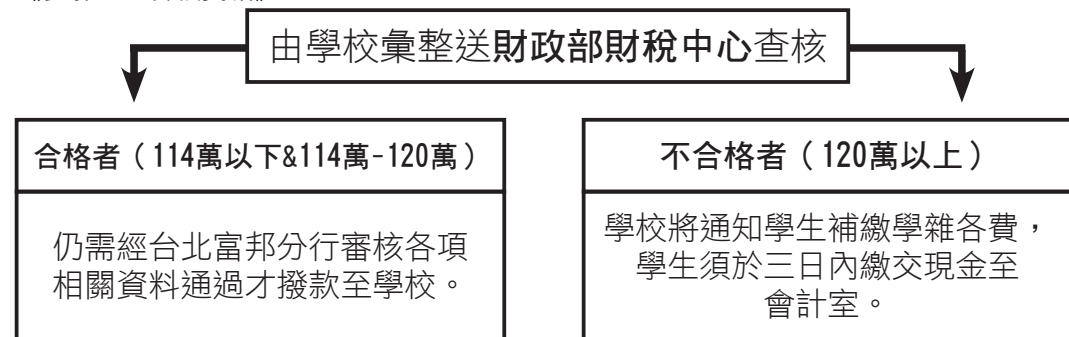 由學校彙整送財政部財稅中心查核
合格者（114萬以下&114萬-120萬）
仍需經台北富邦分行審核各項
相關資料通過才撥款至學校。
不合格者（120萬以上）
學校將通知學生補繳學雜各費，
學生須於三日內繳交現金至
會計室。